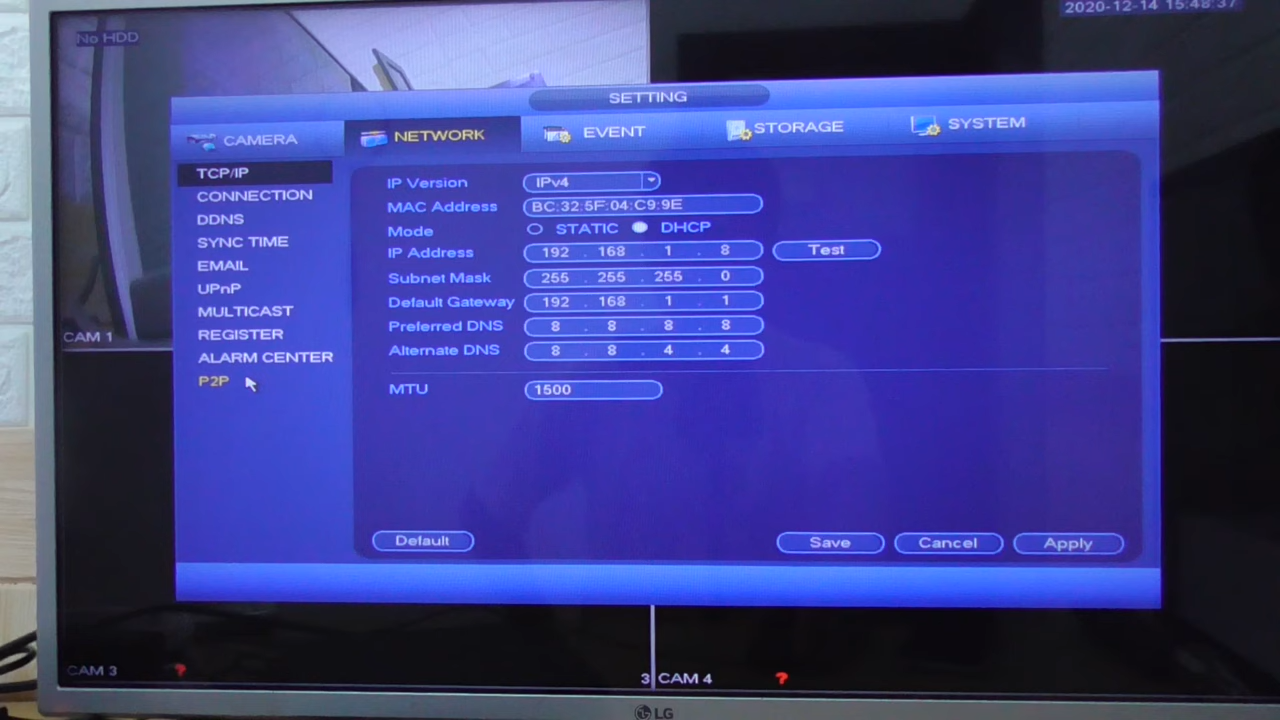 2020-12-14 15:48:37
No HDD
SETTING
CAMERA
NETWORK
EVENT
STORAGE
SYSTEM
TCP/IP
CONNECTION
DDNS
SYNC TIME
EMAIL
UPnP
MULTICAST
REGISTER
ALARM CENTER
P2P
IP Version IPv4
MAC Address BC:32:5F:04:C9:9E
Mode STATIC DHCP
IP Address 192 . 168 . 1 . 8 Test
Subnet Mask 255 . 255 . 255 . 0
Default Gateway 192 . 168 . 1 . 1
Preferred DNS 8 . 8 . 8 . 8
Alternate DNS 8 . 8 . 4 . 4
MTU 1500
Default Save Cancel Apply
CAM 1
CAM 3 ? 3 CAM 4 ?
LG